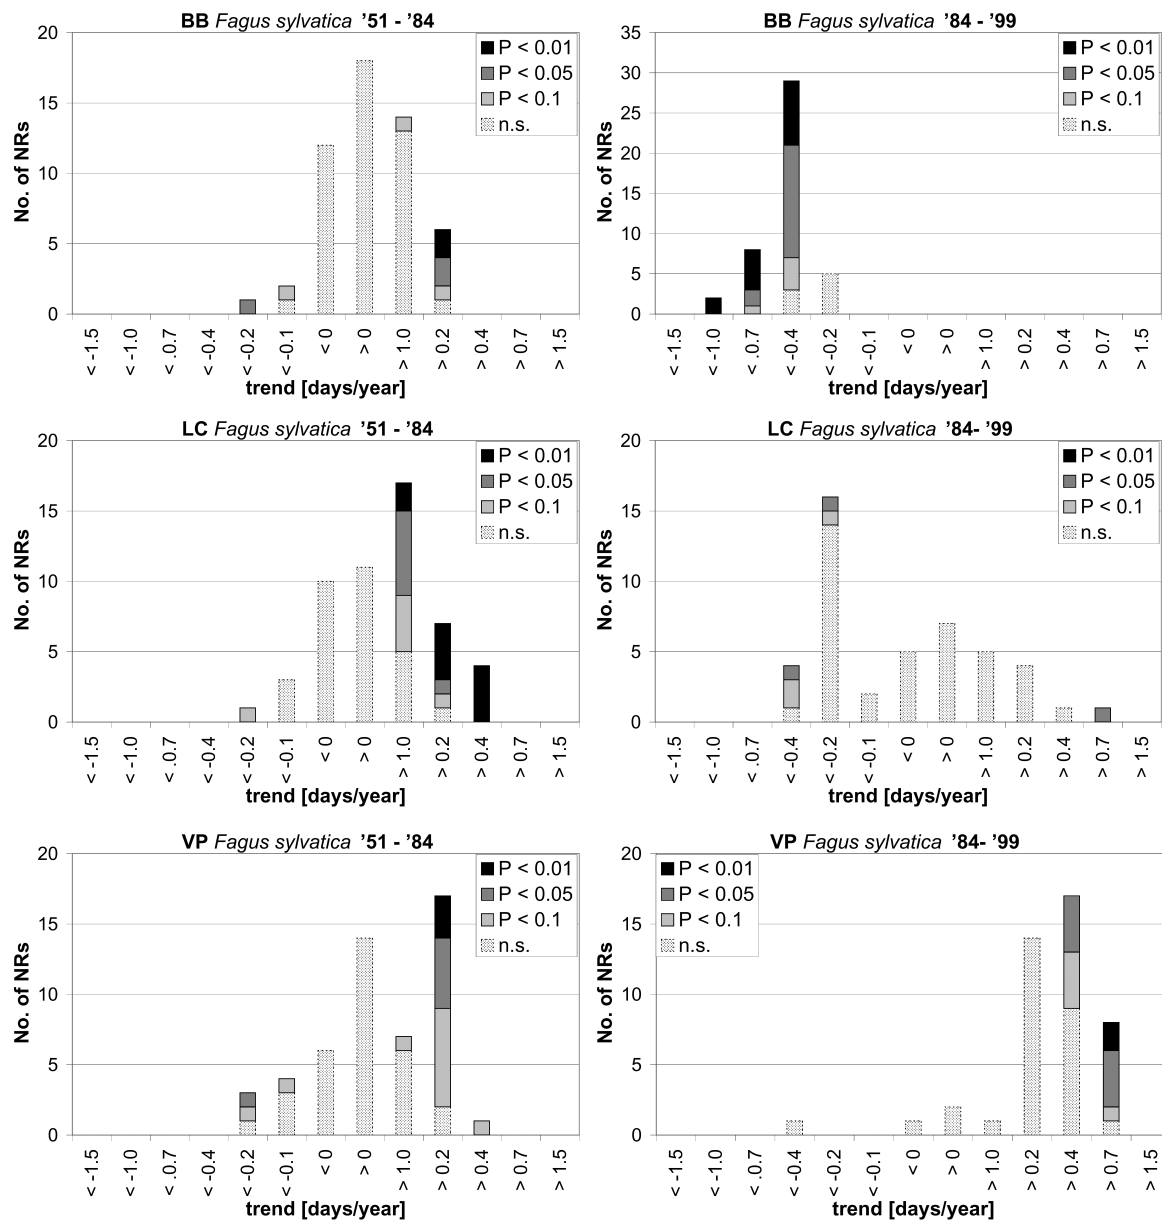 BB Fagus sylvatica ’51 - ’84
20
15
10
5
0
No. of NRs
P < 0.01
P < 0.05
P < 0.1
n.s.
< -1.5
< -1.0
< .0.7
< -0.4
< -0.2
< -0.1
< 0
> 0
> 1.0
> 0.2
> 0.4
> 0.7
> 1.5
trend [days/year]
BB Fagus sylvatica ’84 - ’99
35
30
25
20
15
10
5
0
No. of NRs
P < 0.01
P < 0.05
P < 0.1
n.s.
< -1.5
< -1.0
< .0.7
< -0.4
< -0.2
< -0.1
< 0
> 0
> 1.0
> 0.2
> 0.4
> 0.7
> 1.5
trend [days/year]
LC Fagus sylvatica ’51 - ’84
20
15
10
5
0
No. of NRs
P < 0.01
P < 0.05
P < 0.1
n.s.
< -1.5
< -1.0
< .0.7
< -0.4
< -0.2
< -0.1
< 0
> 0
> 1.0
> 0.2
> 0.4
> 0.7
> 1.5
trend [days/year]
LC Fagus sylvatica ’84- ’99
20
15
10
5
0
No. of NRs
P < 0.01
P < 0.05
P < 0.1
n.s.
< -1.5
< -1.0
< .0.7
< -0.4
< -0.2
< -0.1
< 0
> 0
> 1.0
> 0.2
> 0.4
> 0.7
> 1.5
trend [days/year]
VP Fagus sylvatica ’51 - ’84
20
15
10
5
0
No. of NRs
P < 0.01
P < 0.05
P < 0.1
n.s.
< -1.5
< -1.0
< .0.7
< -0.4
< -0.2
< -0.1
< 0
> 0
> 1.0
> 0.2
> 0.4
> 0.7
> 1.5
trend [days/year]
VP Fagus sylvatica ’84- ’99
20
15
10
5
0
No. of NRs
P < 0.01
P < 0.05
P < 0.1
n.s.
< -1.5
< -1.0
< .0.7
< -0.4
< -0.2
< -0.1
< 0
> 0
> 1.0
> 0.2
> 0.4
> 0.7
> 1.5
trend [days/year]